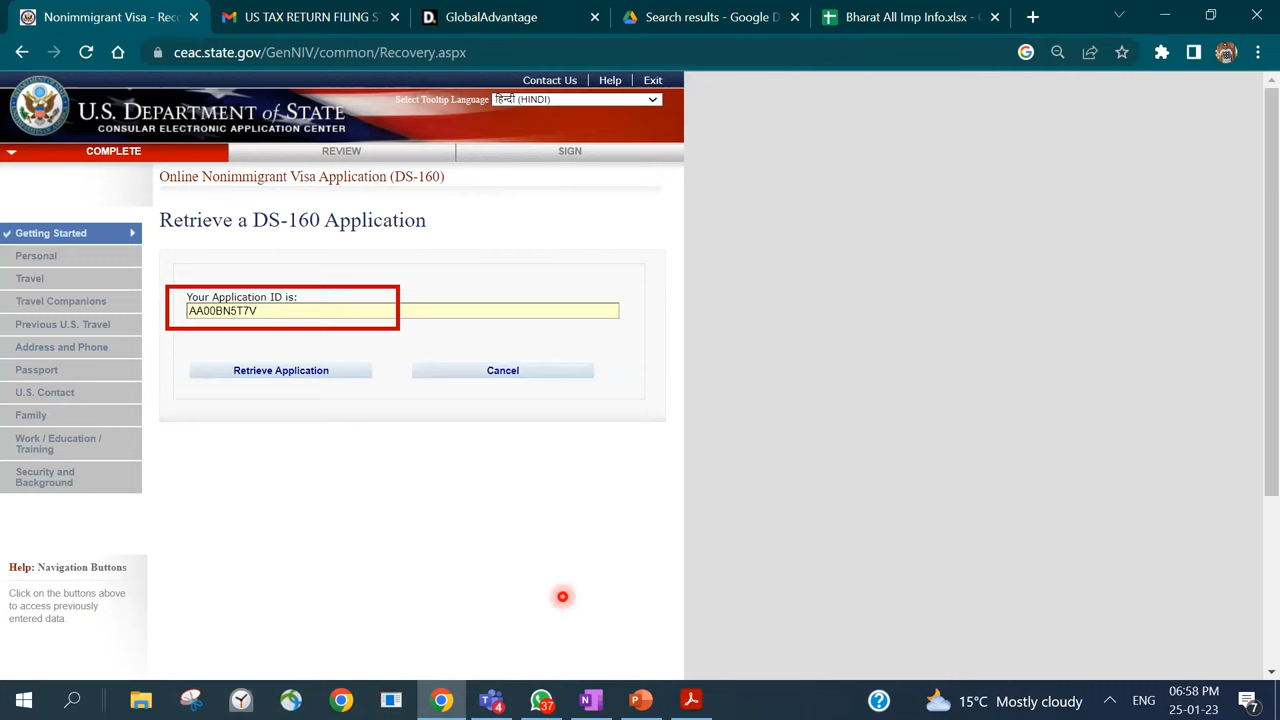 Nonimmigrant Visa - Reco
US TAX RETURN FILING S
GlobalAdvantage
Search results - Google D
Bharat All Imp Info.xlsx - G
ceac.state.gov/GenNIV/common/Recovery.aspx
Contact Us | Help | Exit
Select Tooltip Language हिन्दी (HINDI)
U.S. DEPARTMENT of STATE
CONSULAR ELECTRONIC APPLICATION CENTER
COMPLETE
REVIEW
SIGN
Online Nonimmigrant Visa Application (DS-160)
Retrieve a DS-160 Application
Getting Started
Personal
Travel
Travel Companions
Previous U.S. Travel
Address and Phone
Passport
U.S. Contact
Family
Work / Education /
Training
Security and
Background
Your Application ID is:
AA00BN5T7V
Retrieve Application
Cancel
Help: Navigation Buttons
Click on the buttons above
to access previously
entered data.
4
37
15°C Mostly cloudy
ENG
06:58 PM
25-01-23
7